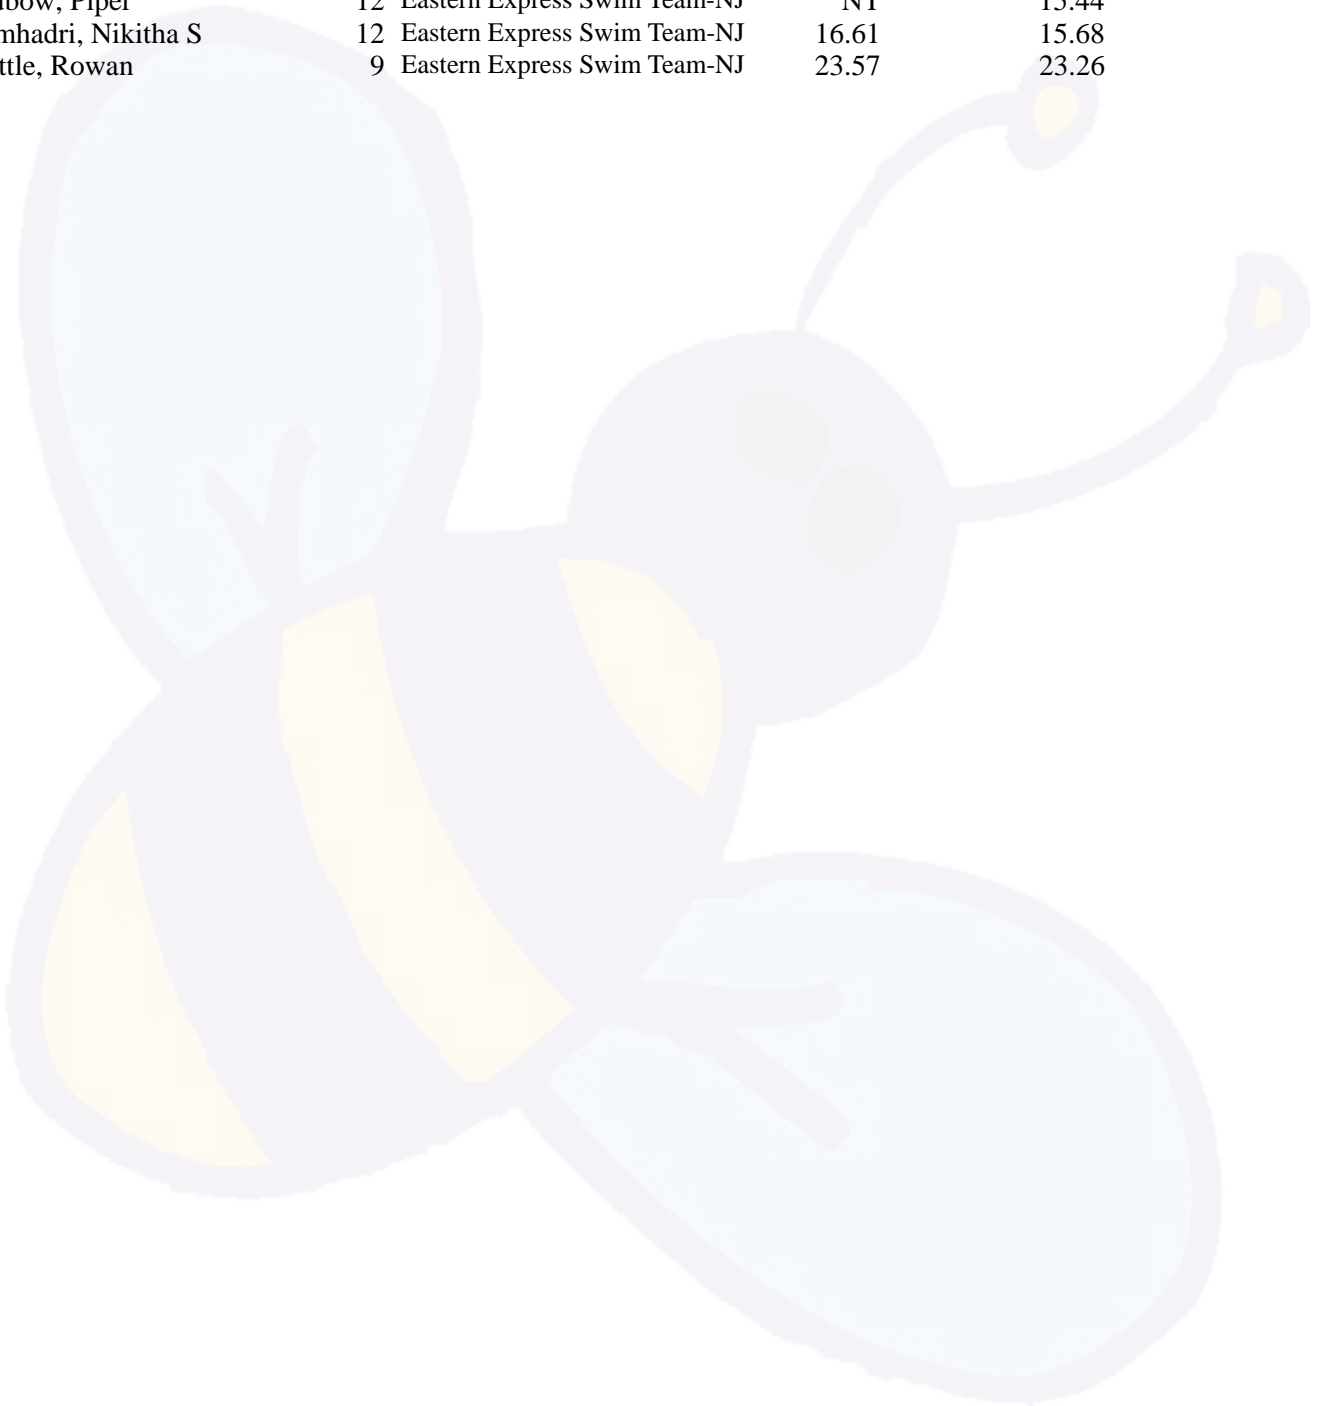 Piper 12 Eastern Express Swim Team-NJ NT 15.44
mhadri, Nikitha S 12 Eastern Express Swim Team-NJ 16.61 15.68
ttle, Rowan 9 Eastern Express Swim Team-NJ 23.57 23.26